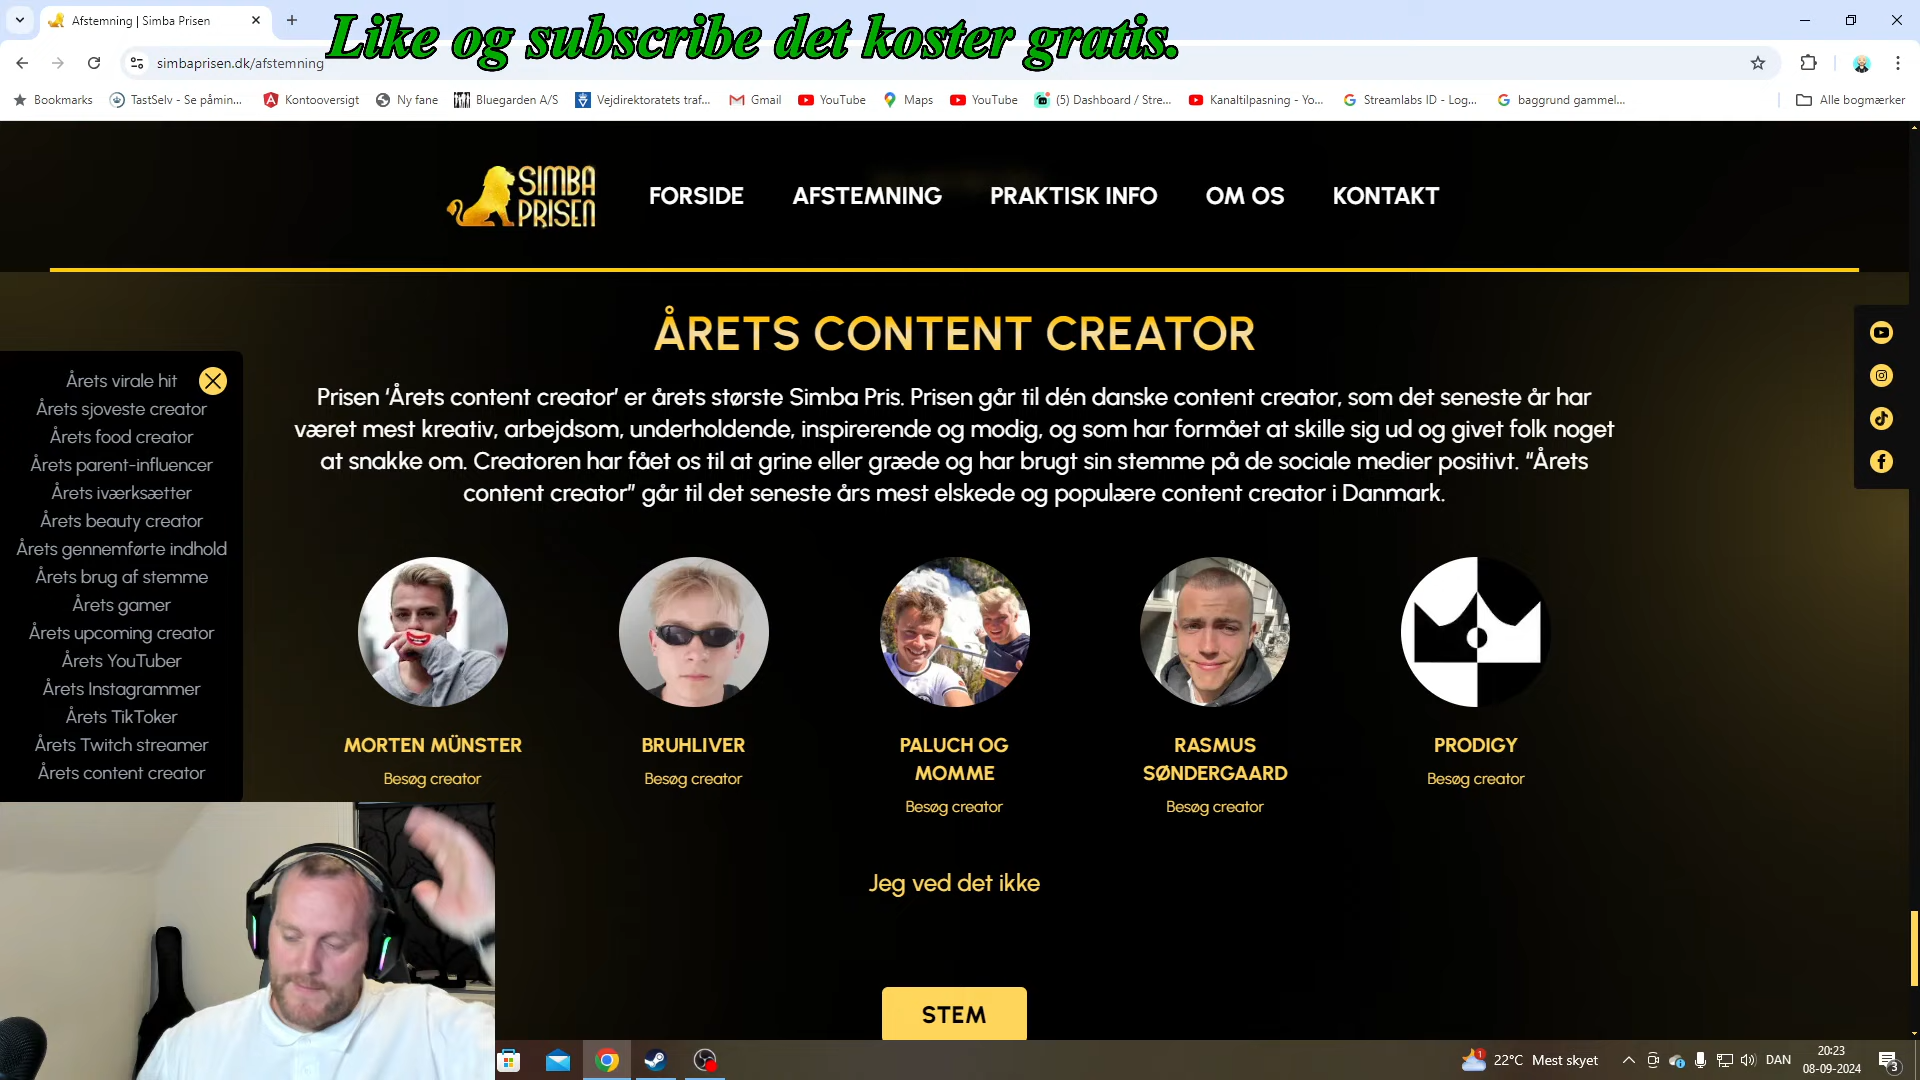 Afstemning | Simba Prisen
Like og subscribe det koster gratis.
simbaprisen.dk/afstemning
Bookmarks
TastSelv - Se påmin...
Kontooversigt
Ny fane
Bluegarden A/S
Vejdirektoratets traf...
Gmail
YouTube
Maps
YouTube
(5) Dashboard / Stre...
Kanaltilpasning - Yo...
Streamlabs ID - Log...
baggrund gammel...
Alle bogmærker
SIMBA
PRISEN
FORSIDE
AFSTEMNING
PRAKTISK INFO
OM OS
KONTAKT
ÅRETS CONTENT CREATOR
Prisen ‘Årets content creator’ er årets største Simba Pris. Prisen går til dén danske content creator, som det seneste år har
været mest kreativ, arbejdsom, underholdende, inspirerende og modig, og som har formået at skille sig ud og givet folk noget
at snakke om. Creatoren har fået os til at grine eller græde og har brugt sin stemme på de sociale medier positivt. “Årets
content creator” går til det seneste års mest elskede og populære content creator i Danmark.
Årets virale hit
Årets sjoveste creator
Årets food creator
Årets parent-influencer
Årets iværksætter
Årets beauty creator
Årets gennemførte indhold
Årets brug af stemme
Årets gamer
Årets upcoming creator
Årets YouTuber
Årets Instagrammer
Årets TikToker
Årets Twitch streamer
Årets content creator
MORTEN MÜNSTER
Besøg creator
BRUHLIVER
Besøg creator
PALUCH OG
MOMME
Besøg creator
RASMUS
SØNDERGAARD
Besøg creator
PRODIGY
Besøg creator
Jeg ved det ikke
STEM
1
22°C Mest skyet
DAN
20:23
08-09-2024
3